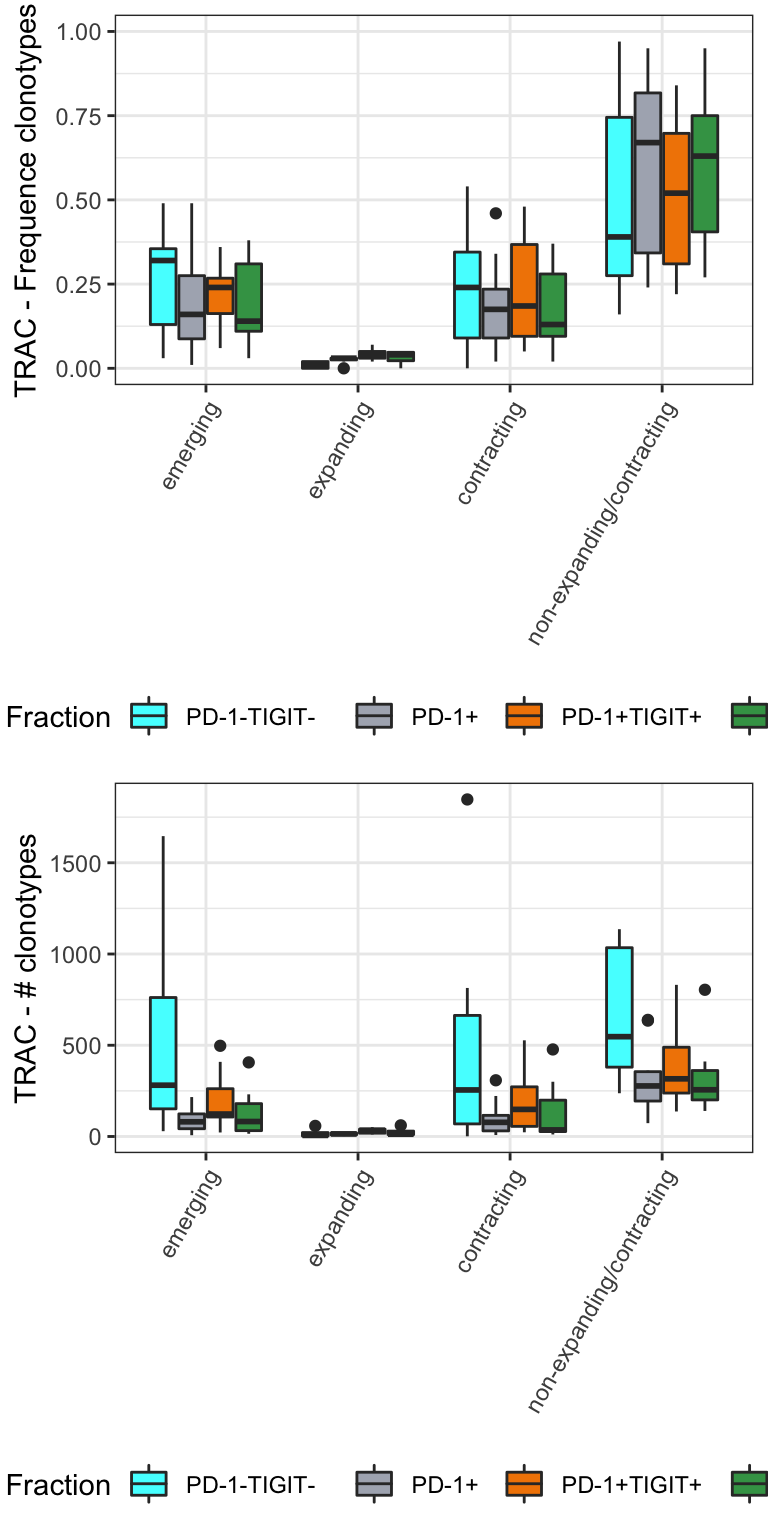 TRAC - Frequence clonotypes
1.00
0.75
0.50
0.25
0.00
emerging
expanding
contracting
non-expanding/contracting
Fraction PD-1-TIGIT- PD-1+ PD-1+TIGIT+
TRAC - # clonotypes
1500
1000
500
0
emerging
expanding
contracting
non-expanding/contracting
Fraction PD-1-TIGIT- PD-1+ PD-1+TIGIT+